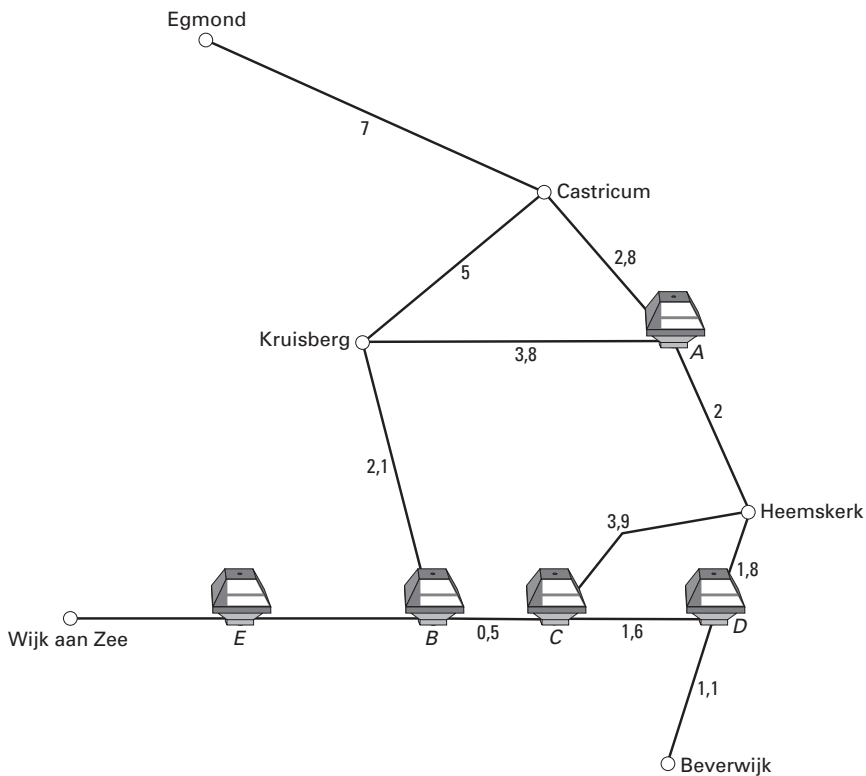 Egmond
7
Castricum
2,8
5
Kruisberg
3,8
A
2
2,1
Heemskerk
3,9
1,8
Wijk aan Zee
E
B
0,5
C
1,6
D
1,1
Beverwijk